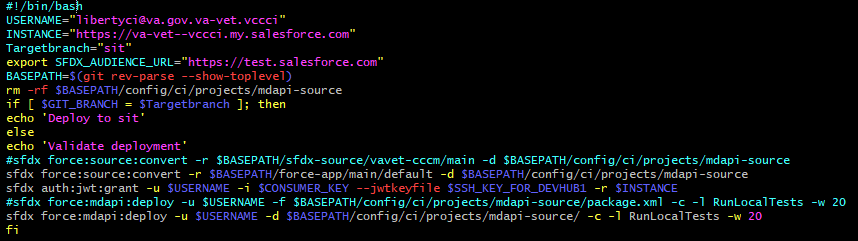 #!/bin/bash
USERNAME="libertyci@va.gov.va-vet.vccci"
INSTANCE="https://va-vet--vccci.my.salesforce.com"
Targetbranch="sit"
export SFDX_AUDIENCE_URL="https://test.salesforce.com"
BASEPATH=$(git rev-parse --show-toplevel)
rm -rf $BASEPATH/config/ci/projects/mdapi-source
if [ $GIT_BRANCH = $Targetbranch ]; then
echo 'Deploy to sit'
else
echo 'Validate deployment'
#sfdx force:source:convert -r $BASEPATH/sfdx-source/vavet-cccm/main -d $BASEPATH/config/ci/projects/mdapi-source
sfdx force:source:convert -r $BASEPATH/force-app/main/default -d $BASEPATH/config/ci/projects/mdapi-source
sfdx auth:jwt:grant -u $USERNAME -i $CONSUMER_KEY --jwtkeyfile $SSH_KEY_FOR_DEVHUB1 -r $INSTANCE
#sfdx force:mdapi:deploy -u $USERNAME -f $BASEPATH/config/ci/projects/mdapi-source/package.xml -c -l RunLocalTests -w 20
sfdx force:mdapi:deploy -u $USERNAME -d $BASEPATH/config/ci/projects/mdapi-source/ -c -l RunLocalTests -w 20
fi